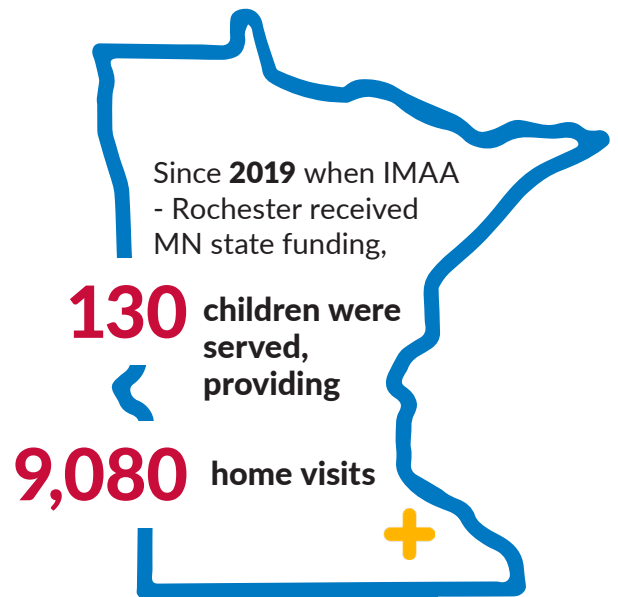 Since 2019 when IMAA
- Rochester received
MN state funding,
130 children were
served,
providing
9,080 home visits